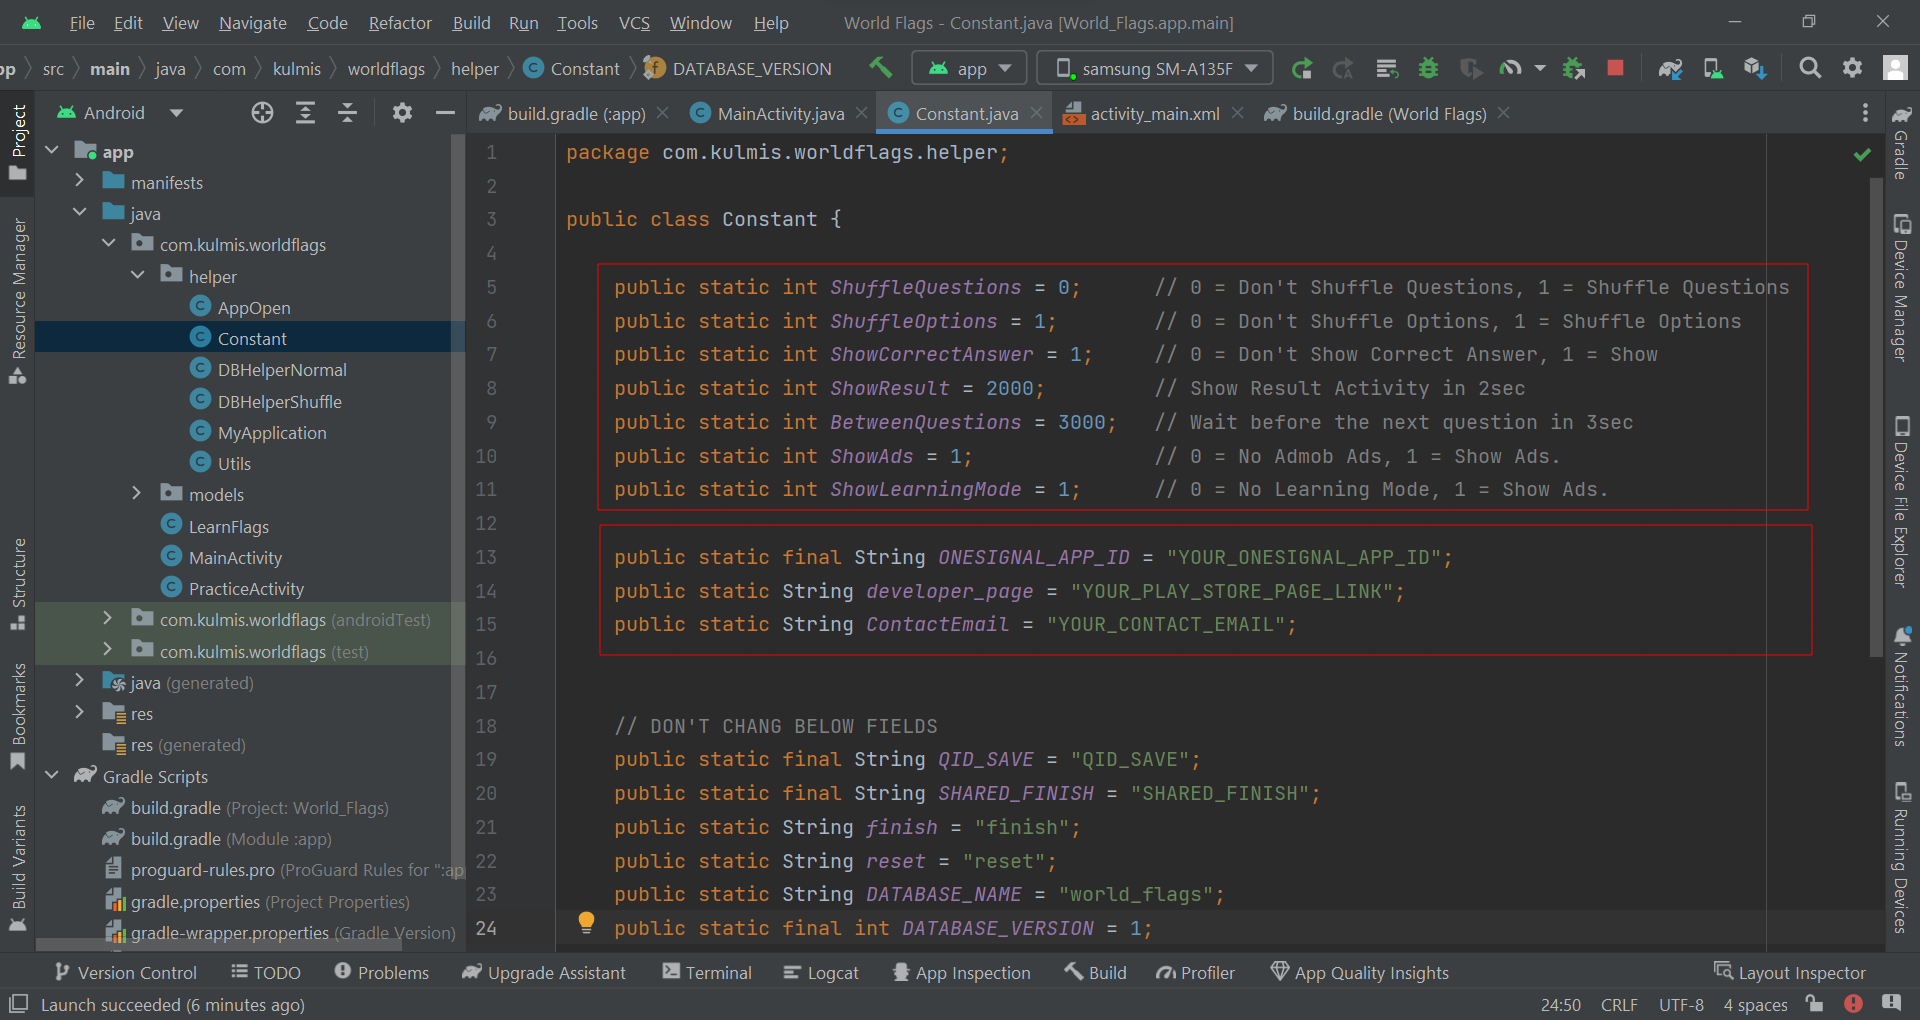 File Edit View Navigate Code Refactor Build Run Tools VCS Window Help World Flags - Constant.java [World_Flags.app.main]
pp src main java com kulmis worldflags helper Constant DATABASE_VERSION app samsung SM-A135F
Android build.gradle (:app) MainActivity.java Constant.java activity_main.xml build.gradle (World Flags)
Project
Resource Manager
Structure
Bookmarks
Build Variants
app
manifests
java
com.kulmis.worldflags
helper
AppOpen
Constant
DBHelperNormal
DBHelperShuffle
MyApplication
Utils
models
LearnFlags
MainActivity
PracticeActivity
com.kulmis.worldflags (androidTest)
com.kulmis.worldflags (test)
java (generated)
res
res (generated)
Gradle Scripts
build.gradle (Project: World_Flags)
build.gradle (Module :app)
proguard-rules.pro (ProGuard Rules for ":ap
gradle.properties (Project Properties)
gradle-wrapper.properties (Gradle Version)
1 package com.kulmis.worldflags.helper;
2
3 public class Constant {
4
5 public static int ShuffleQuestions = 0; // 0 = Don't Shuffle Questions, 1 = Shuffle Questions
6 public static int ShuffleOptions = 1; // 0 = Don't Shuffle Options, 1 = Shuffle Options
7 public static int ShowCorrectAnswer = 1; // 0 = Don't Show Correct Answer, 1 = Show
8 public static int ShowResult = 2000; // Show Result Activity in 2sec
9 public static int BetweenQuestions = 3000; // Wait before the next question in 3sec
10 public static int ShowAds = 1; // 0 = No Admob Ads, 1 = Show Ads.
11 public static int ShowLearningMode = 1; // 0 = No Learning Mode, 1 = Show Ads.
12
13 public static final String ONESIGNAL_APP_ID = "YOUR_ONESIGNAL_APP_ID";
14 public static String developer_page = "YOUR_PLAY_STORE_PAGE_LINK";
15 public static String ContactEmail = "YOUR_CONTACT_EMAIL";
16
17
18 // DON'T CHANG BELOW FIELDS
19 public static final String QID_SAVE = "QID_SAVE";
20 public static final String SHARED_FINISH = "SHARED_FINISH";
21 public static String finish = "finish";
22 public static String reset = "reset";
23 public static String DATABASE_NAME = "world_flags";
24 public static final int DATABASE_VERSION = 1;
Gradle
Device Manager
Device File Explorer
Notifications
Running Devices
Version Control TODO Problems Upgrade Assistant Terminal Logcat App Inspection Build Profiler App Quality Insights Layout Inspector
Launch succeeded (6 minutes ago) 24:50 CRLF UTF-8 4 spaces